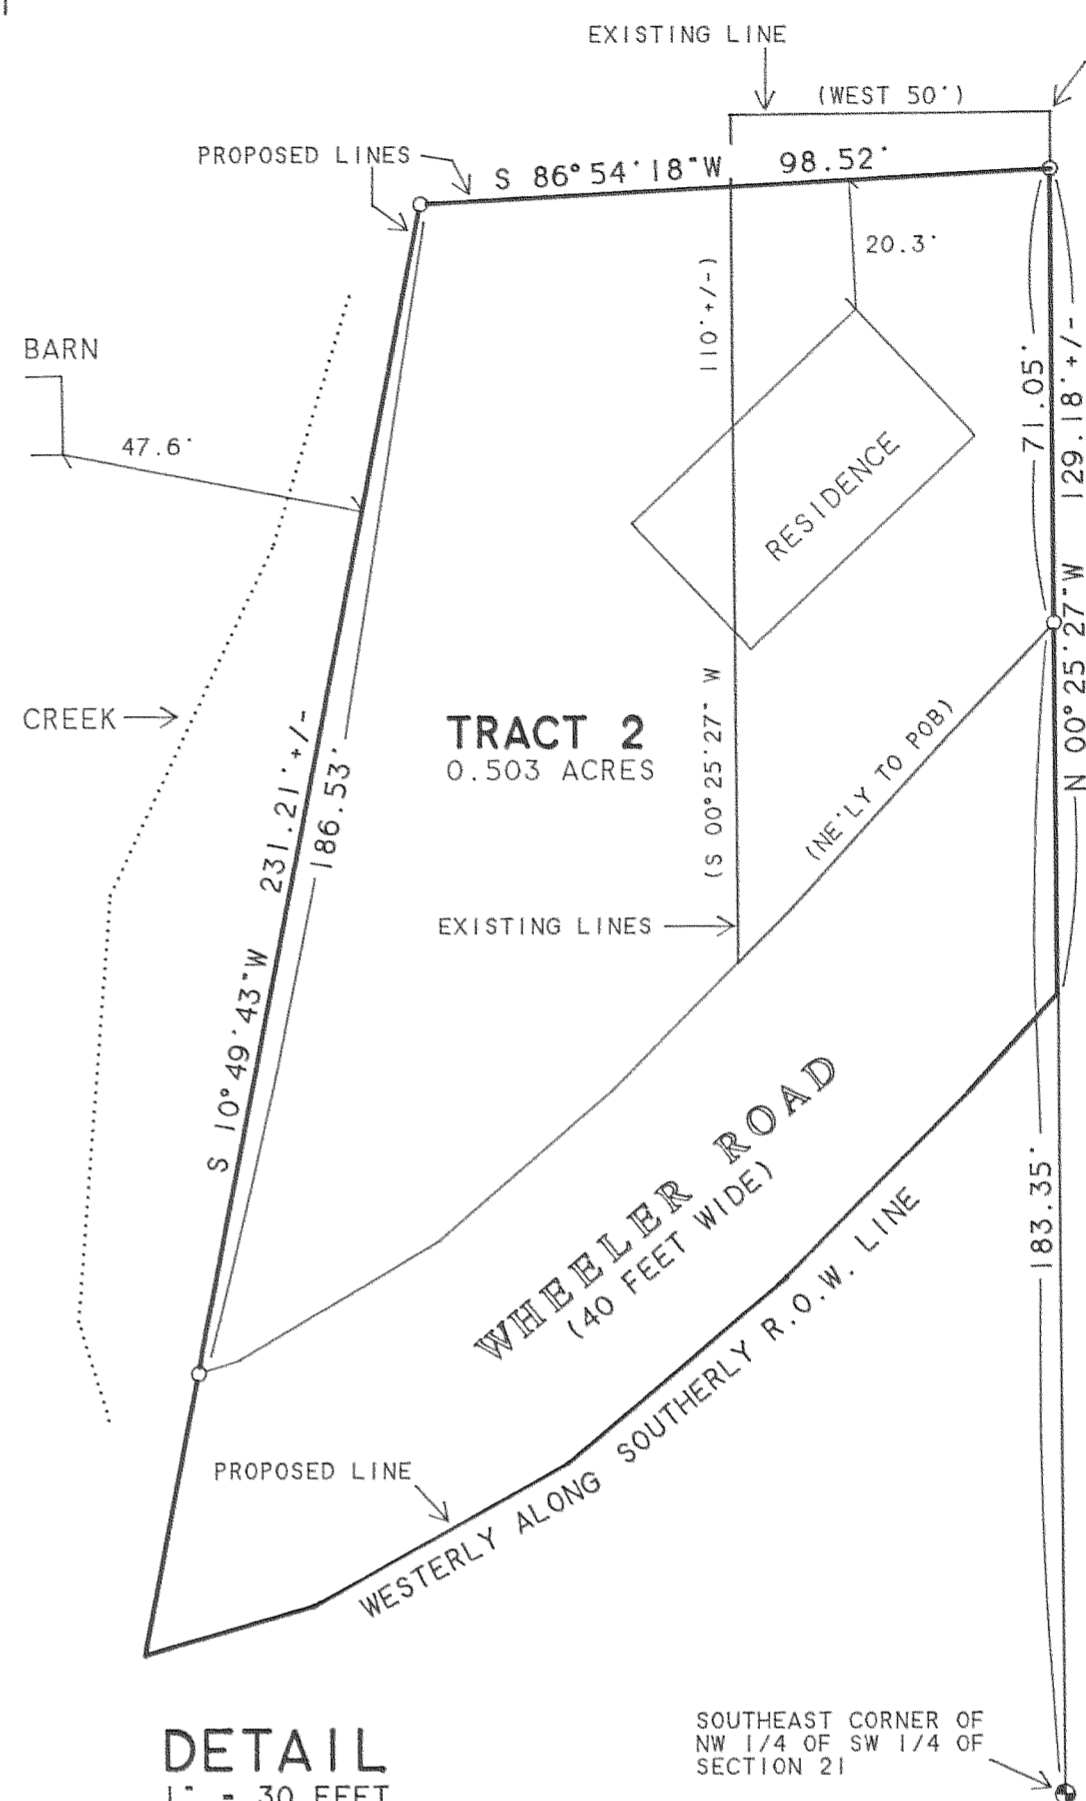 EXISTING LINE
(WEST 50')
PROPOSED LINES
S 86°54'18"W 98.52'
20.3'
110'+/-)
BARN
47.6'
71.05'
129.18'+/-
RESIDENCE
N 00°25'27"W
CREEK
TRACT 2
0.503 ACRES
(S 00°25'27" W
(NE'LY TO POB)
231.21'+/-
186.53'
S 10°49'43"W
EXISTING LINES
WHEELER ROAD
(40 FEET WIDE)
183.35'
WESTERLY ALONG SOUTHERLY R.O.W. LINE
PROPOSED LINE
SOUTHEAST CORNER OF
NW 1/4 OF SW 1/4 OF
SECTION 21
DETAIL
1" = 30 FEET